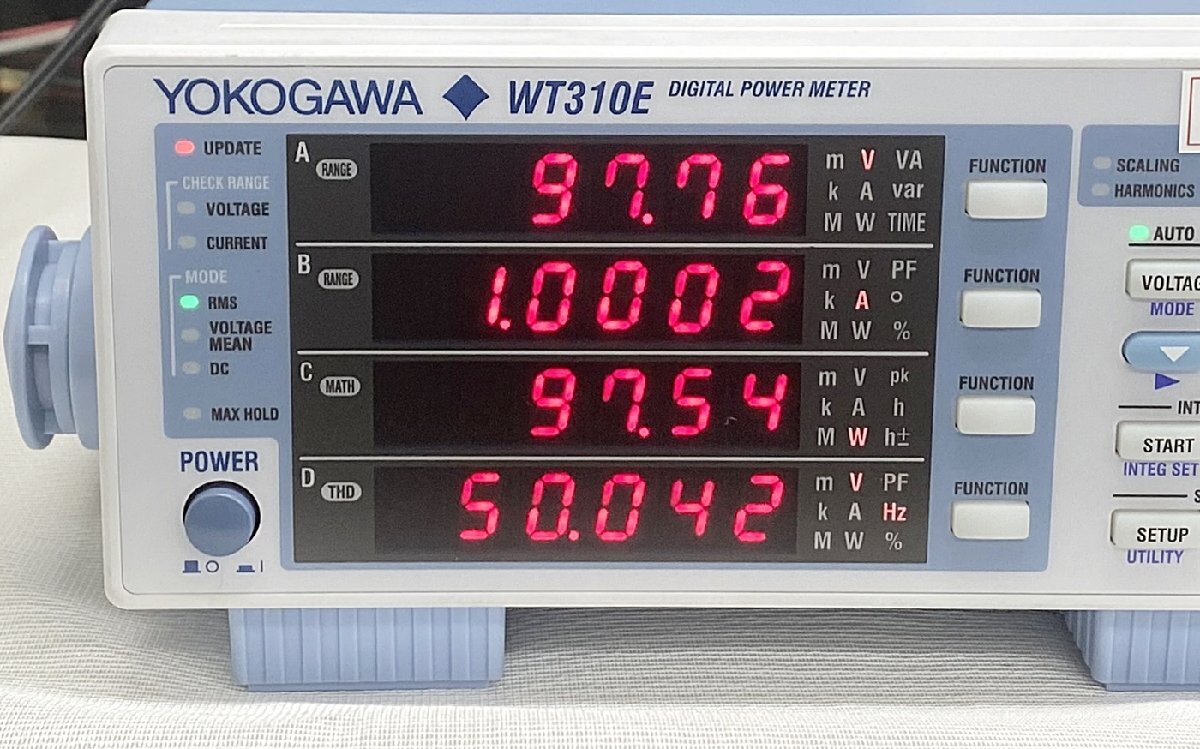 YOKOGAWA ◆ WT310E DIGITAL POWER METER
UPDATE
CHECK RANGE
VOLTAGE
CURRENT
MODE
RMS
VOLTAGE
MEAN
DC
MAX HOLD
POWER
A RANGE 97.76 m V VA
k A var
M W TIME
B RANGE 1.0002 m V PF
k A °
M W %
C MATH 97.54 m V pk
k A h
M W h±
D THD 50.042 m V PF
k A Hz
M W %
FUNCTION
FUNCTION
FUNCTION
FUNCTION
SCALING
HARMONICS
AUTO
VOLTAG
MODE
INT
START
INTEG SET
S
SETUP
UTILITY